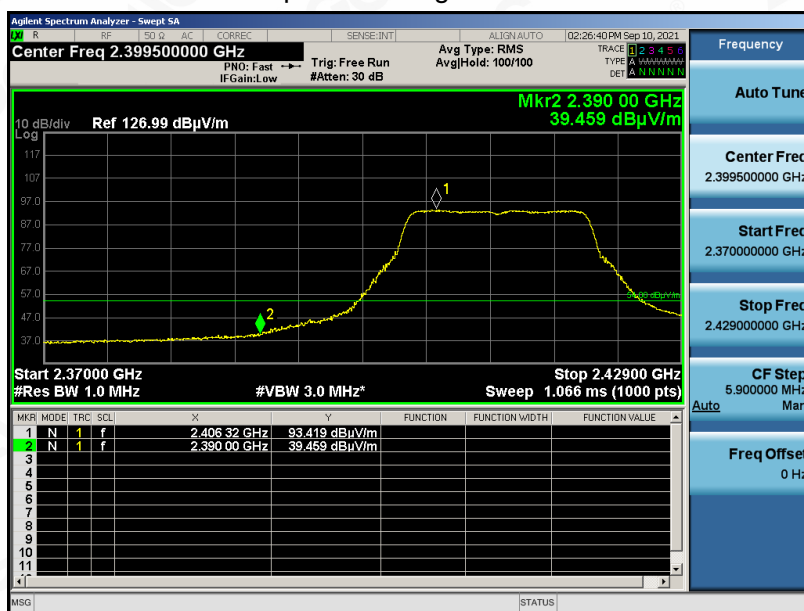 Agilent Spectrum Analyzer - Swept SA
LXI R RF 50 Ω AC CORREC SENSE:INT ALIGN AUTO 02:26:40 PM Sep 10, 2021
Center Freq 2.399500000 GHz
PNO: Fast
IFGain:Low
Trig: Free Run
#Atten: 30 dB
Avg Type: RMS
Avg|Hold: 100/100
TRACE 1 2 3 4 5 6
TYPE A WWWWW
DET A N N N N N
Mkr2 2.390 00 GHz
39.459 dBµV/m
10 dB/div Ref 126.99 dBµV/m
Log
117
107
97.0
87.0
77.0
67.0
57.0
47.0
37.0
1
2
Start 2.37000 GHz Stop 2.42900 GHz
#Res BW 1.0 MHz #VBW 3.0 MHz* Sweep 1.066 ms (1000 pts)
MKR MODE TRC SCL X Y FUNCTION FUNCTION WIDTH FUNCTION VALUE
1 N 1 f 2.406 32 GHz 93.419 dBµV/m
2 N 1 f 2.390 00 GHz 39.459 dBµV/m
3
4
5
6
7
8
9
10
11
MSG STATUS
Frequency
Auto Tune
Center Freq
2.399500000 GHz
Start Freq
2.370000000 GHz
Stop Freq
2.429000000 GHz
CF Step
5.900000 MHz
Auto Man
Freq Offset
0 Hz